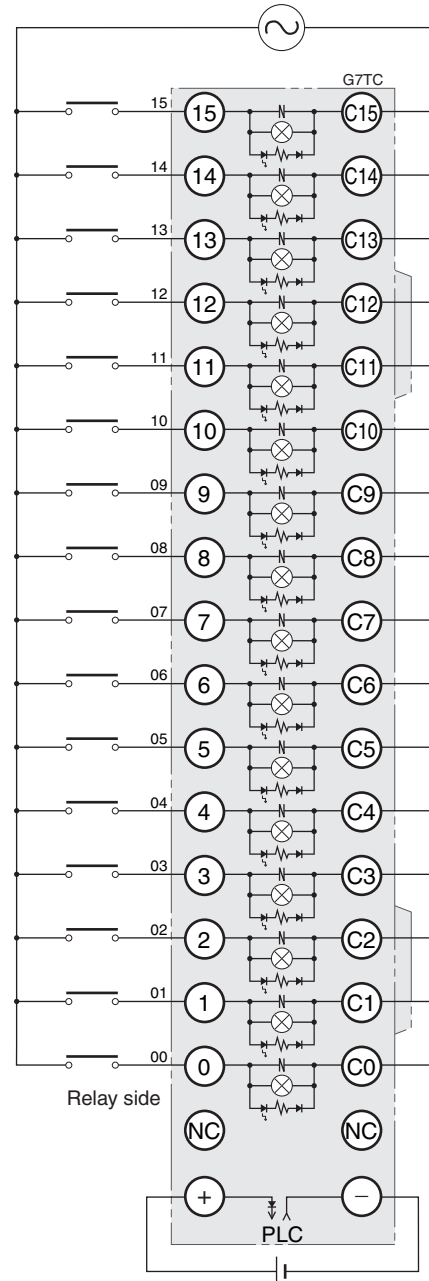 G7TC
15 15 N C15
14 14 N C14
13 13 N C13
12 12 N C12
11 11 N C11
10 10 N C10
09 9 N C9
08 8 N C8
07 7 N C7
06 6 N C6
05 5 N C5
04 4 N C4
03 3 N C3
02 2 N C2
01 1 N C1
00 0 N C0
Relay side
NC NC
+ −
PLC